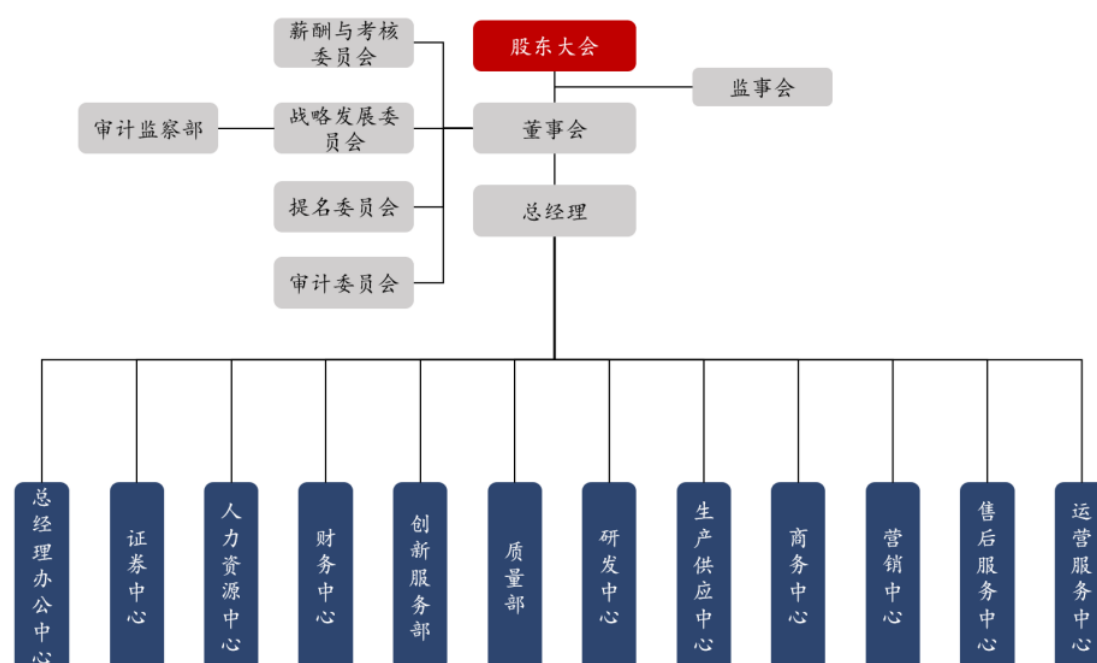 薪酬与考核
委员会
股东大会
监事会
审计监察部
战略发展委
员会
董事会
提名委员会
总经理
审计委员会
总经理办公中心
证券中心
人力资源中心
财务中心
创新服务部
质量部
研发中心
生产供应中心
商务中心
营销中心
售后服务中心
运营服务中心